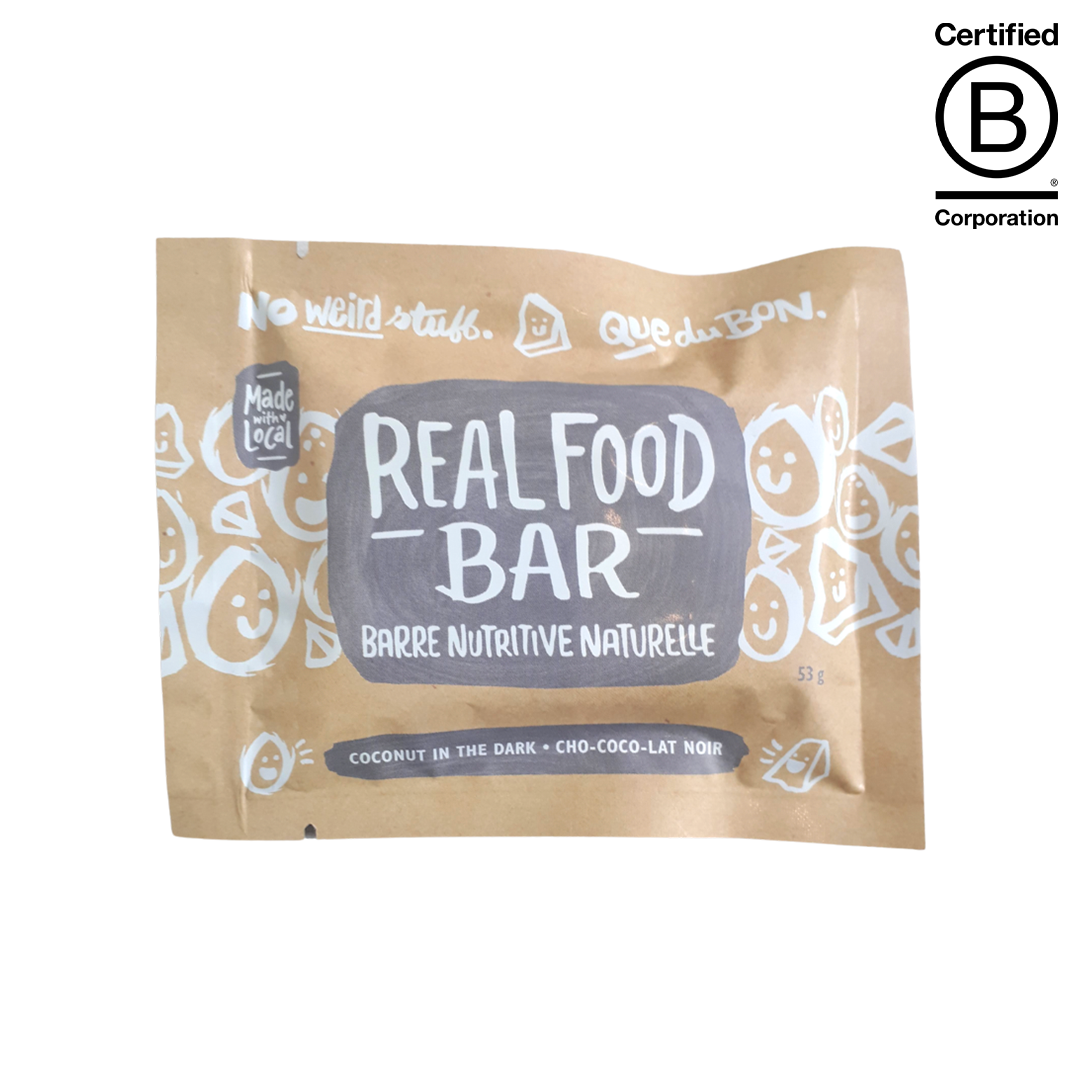 Certified
B
®
Corporation
No weird stuff. Que du BON.
Made
with
Local
REAL FOOD
BAR
BARRE NUTRITIVE NATURELLE
53 g
COCONUT IN THE DARK • CHO-COCO-LAT NOIR